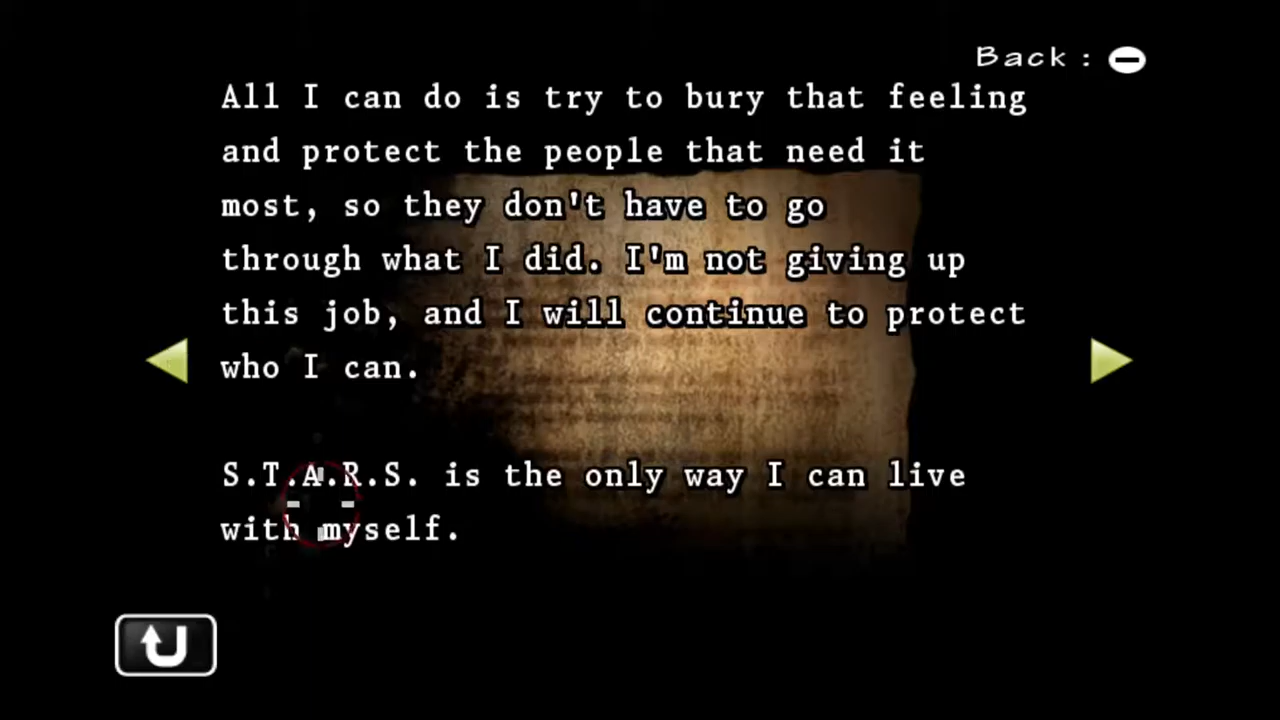 Back :
All I can do is try to bury that feeling
and protect the people that need it
most, so they don't have to go
through what I did. I'm not giving up
this job, and I will continue to protect
who I can.
S.T.A.R.S. is the only way I can live
with myself.